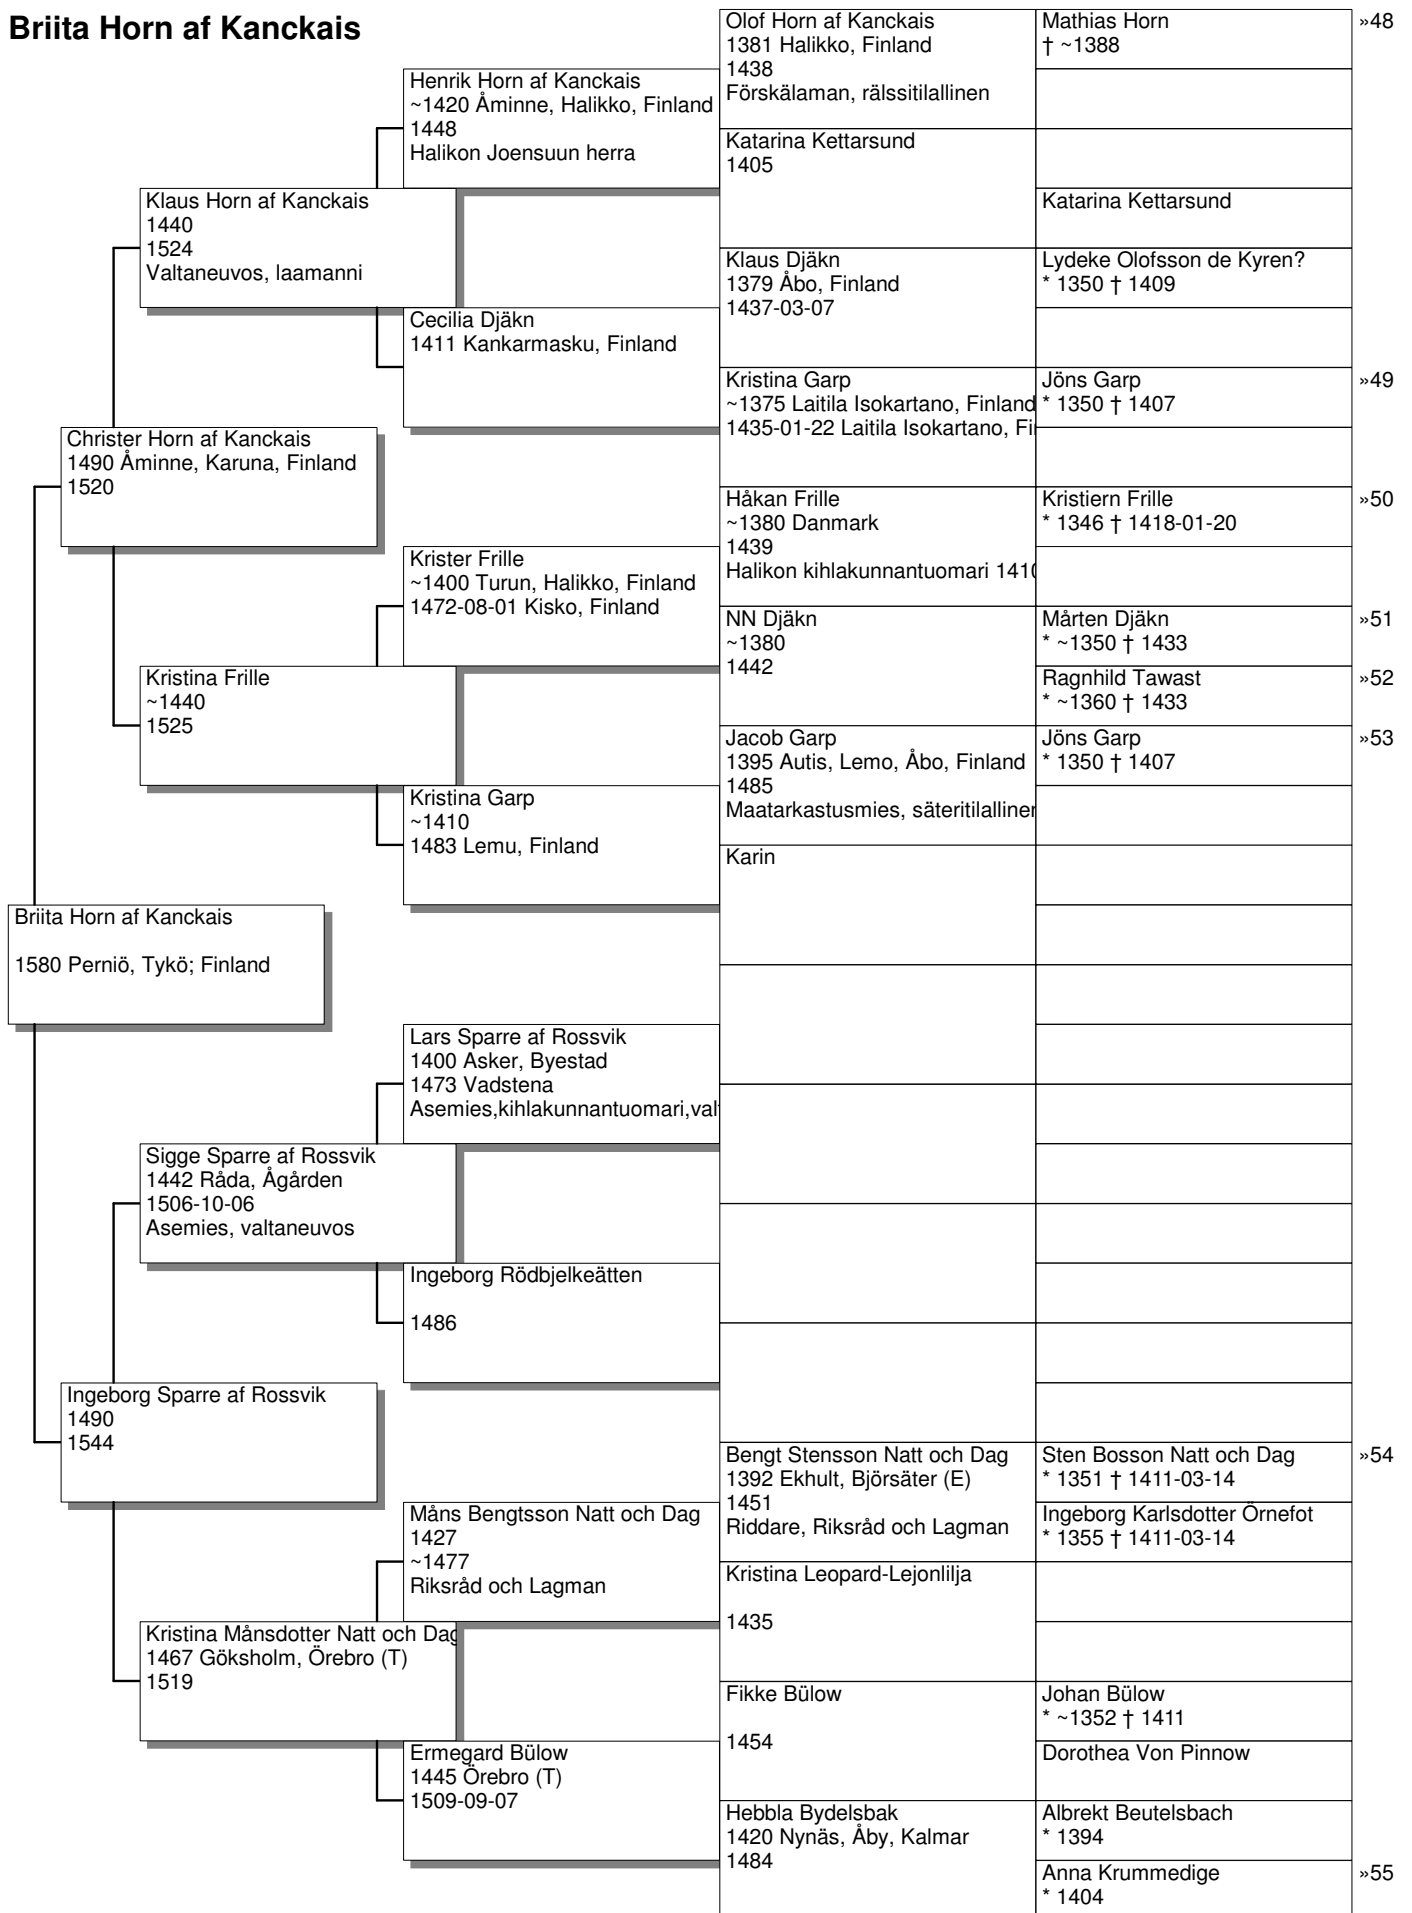 Briita Horn af Kanckais
Briita Horn af Kanckais
1580 Perniö, Tykö; Finland
Christer Horn af Kanckais
1490 Åminne, Karuna, Finland
1520
Ingeborg Sparre af Rossvik
1490
1544
Klaus Horn af Kanckais
1440
1524
Valtaneuvos, laamanni
Kristina Frille
~1440
1525
Sigge Sparre af Rossvik
1442 Råda, Ågården
1506-10-06
Asemies, valtaneuvos
Kristina Månsdotter Natt och Dag
1467 Göksholm, Örebro (T)
1519
Henrik Horn af Kanckais
~1420 Åminne, Halikko, Finland
1448
Halikon Joensuun herra
Cecilia Djäkn
1411 Kankarmasku, Finland
Krister Frille
~1400 Turun, Halikko, Finland
1472-08-01 Kisko, Finland
Kristina Garp
~1410
1483 Lemu, Finland
Lars Sparre af Rossvik
1400 Asker, Byestad
1473 Vadstena
Asemies,kihlakunnantuomari,val
Ingeborg Rödbjelkeätten
1486
Måns Bengtsson Natt och Dag
1427
~1477
Riksråd och Lagman
Ermegard Bülow
1445 Örebro (T)
1509-09-07
Olof Horn af Kanckais
1381 Halikko, Finland
1438
Förskälaman, rälssitilallinen
Katarina Kettarsund
1405
Klaus Djäkn
1379 Åbo, Finland
1437-03-07
Kristina Garp
~1375 Laitila Isokartano, Finland
1435-01-22 Laitila Isokartano, Fi
Håkan Frille
~1380 Danmark
1439
Halikon kihlakunnantuomari 1410
NN Djäkn
~1380
1442
Jacob Garp
1395 Autis, Lemo, Åbo, Finland
1485
Maatarkastusmies, säteritilalliner
Karin
Bengt Stensson Natt och Dag
1392 Ekhult, Björsäter (E)
1451
Riddare, Riksråd och Lagman
Kristina Leopard-Lejonlilja
1435
Fikke Bülow
1454
Hebbla Bydelsbak
1420 Nynäs, Åby, Kalmar
1484
Mathias Horn »48
† ~1388
Katarina Kettarsund
Lydeke Olofsson de Kyren?
* 1350 † 1409
Jöns Garp »49
* 1350 † 1407
Kristiern Frille »50
* 1346 † 1418-01-20
Mårten Djäkn »51
* ~1350 † 1433
Ragnhild Tawast »52
* ~1360 † 1433
Jöns Garp »53
* 1350 † 1407
Sten Bosson Natt och Dag »54
* 1351 † 1411-03-14
Ingeborg Karlsdotter Örnefot
* 1355 † 1411-03-14
Johan Bülow
* ~1352 † 1411
Dorothea Von Pinnow
Albrekt Beutelsbach
* 1394
Anna Krummedige »55
* 1404